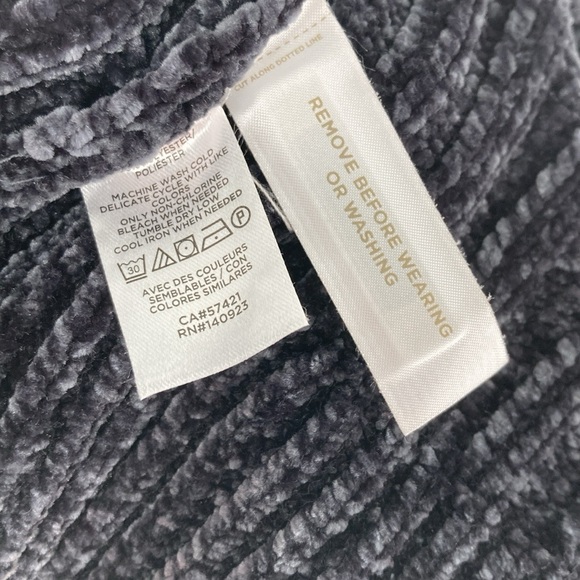 POLIESTER
MACHINE WASH COLD
DELICATE CYCLE WITH LIKE
COLORS
ONLY NON-CHLORINE
BLEACH WHEN NEEDED
TUMBLE DRY LOW
COOL IRON WHEN NEEDED
30 P
AVEC DES COULEURS
SEMBLABLES/CON
COLORES SIMILARES
CA#57421
RN#140923
CUT ALONG DOTTED LINE
REMOVE BEFORE WEARING
OR WASHING